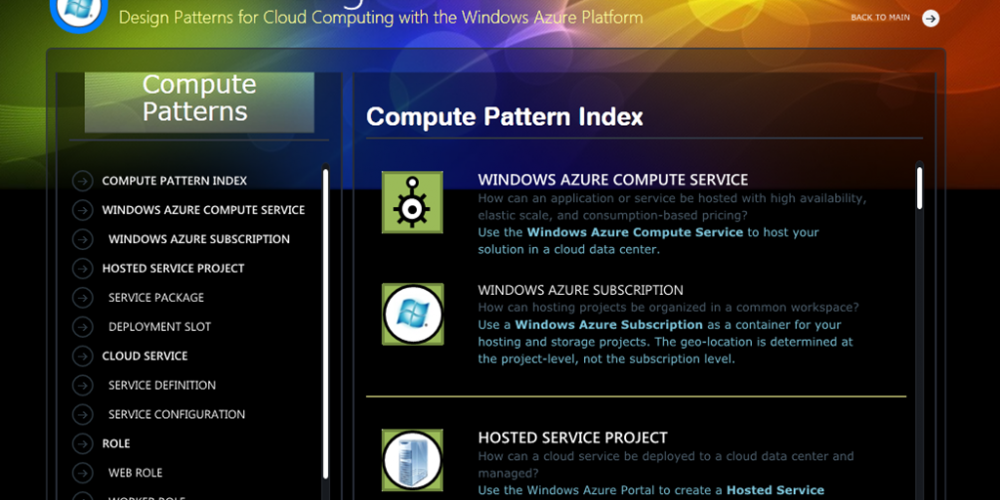 Design Patterns for Cloud Computing with the Windows Azure Platform
BACK TO MAIN
Compute
Patterns
COMPUTE PATTERN INDEX
WINDOWS AZURE COMPUTE SERVICE
WINDOWS AZURE SUBSCRIPTION
HOSTED SERVICE PROJECT
SERVICE PACKAGE
DEPLOYMENT SLOT
CLOUD SERVICE
SERVICE DEFINITION
SERVICE CONFIGURATION
ROLE
WEB ROLE
WORKER ROLE
Compute Pattern Index
WINDOWS AZURE COMPUTE SERVICE
How can an application or service be hosted with high availability,
elastic scale, and consumption-based pricing?
Use the Windows Azure Compute Service to host your
solution in a cloud data center.
WINDOWS AZURE SUBSCRIPTION
How can hosting projects be organized in a common workspace?
Use a Windows Azure Subscription as a container for your
hosting and storage projects. The geo-location is determined at
the project-level, not the subscription level.
HOSTED SERVICE PROJECT
How can a cloud service be deployed to a cloud data center and
managed?
Use the Windows Azure Portal to create a Hosted Service